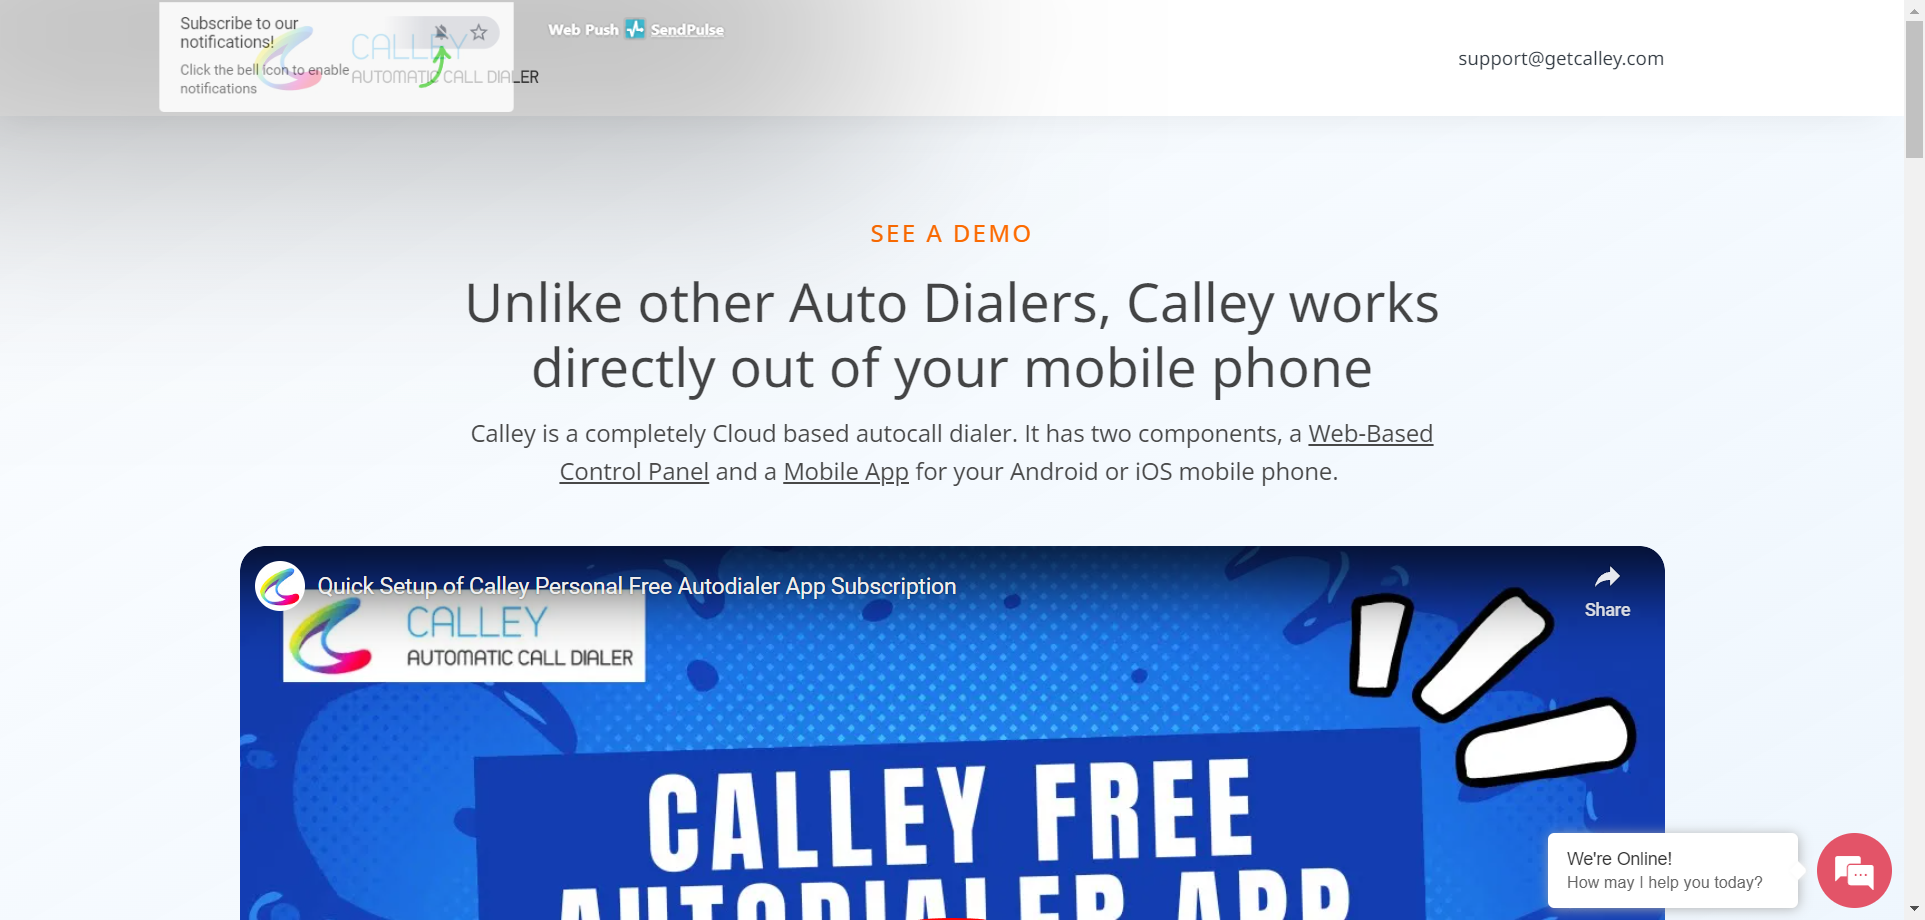 Subscribe to our
notifications!
Click the bell icon to enable
notifications
CALLEY
AUTOMATIC CALL DIALER
Web Push SendPulse
support@getcalley.com
SEE A DEMO
Unlike other Auto Dialers, Calley works
directly out of your mobile phone
Calley is a completely Cloud based autocall dialer. It has two components, a Web-Based
Control Panel and a Mobile App for your Android or iOS mobile phone.
Quick Setup of Calley Personal Free Autodialer App Subscription
Share
CALLEY
AUTOMATIC CALL DIALER
CALLEY FREE
AUTODIALER APP
We're Online!
How may I help you today?